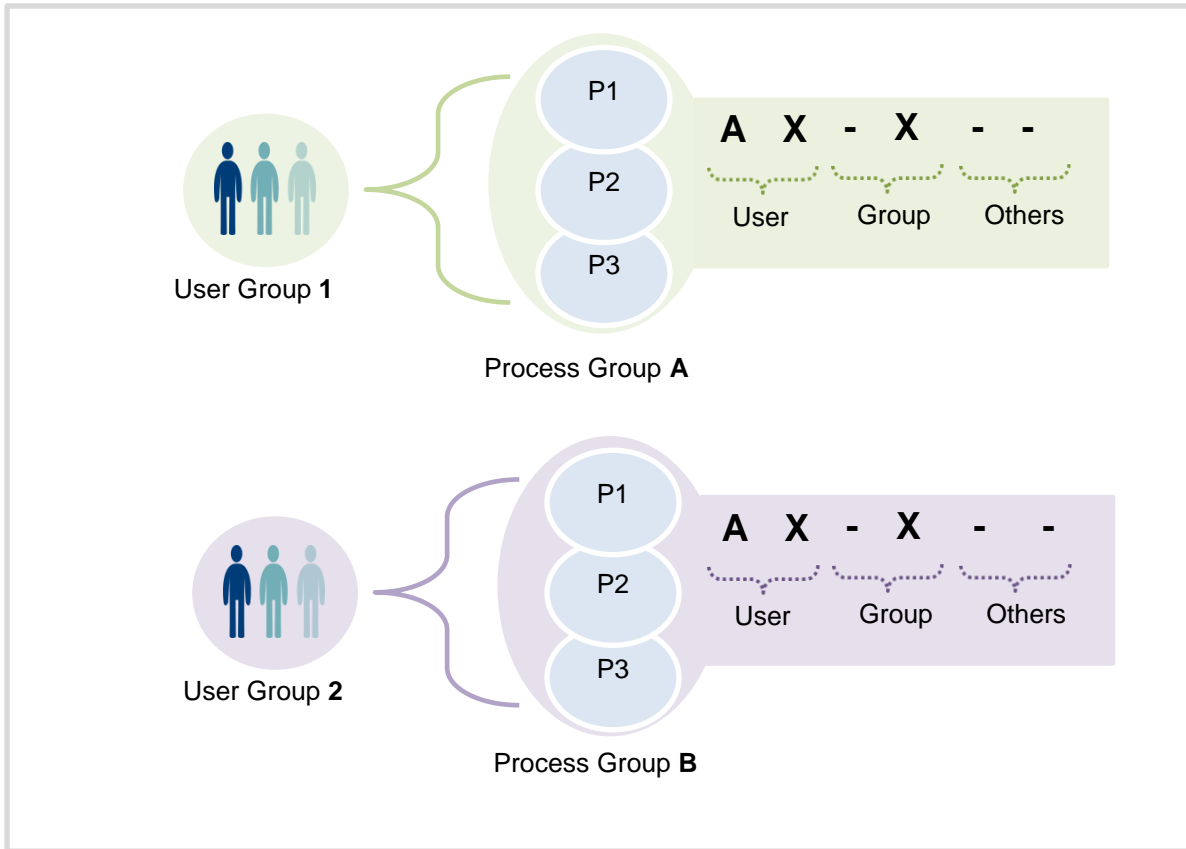 P1
A X - X - -
P2
User Group Others
P3
User Group 1
Process Group A
P1
A X - X - -
P2
User Group Others
P3
User Group 2
Process Group B